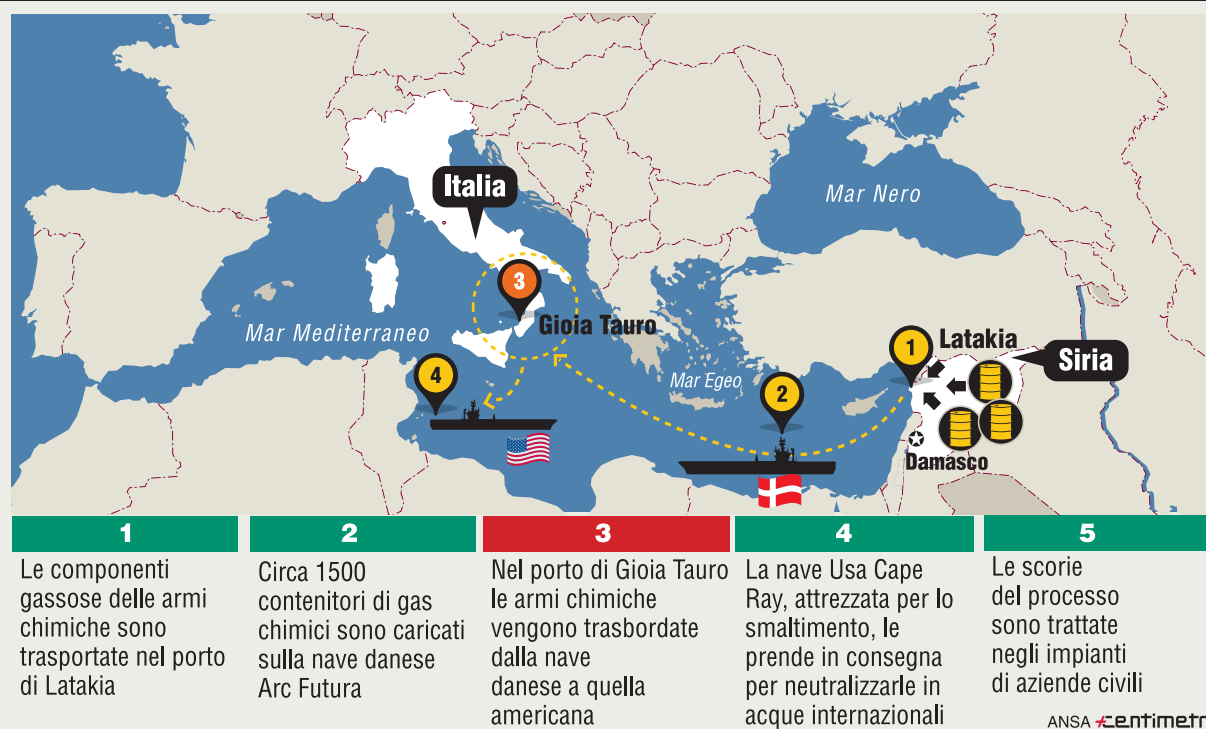 Italia
Mar Nero
3
Gioia Tauro
Mar Mediterraneo
1
Latakia
Siria
4
Mar Egeo
2
Damasco
1
Le componenti
gassose delle armi
chimiche sono
trasportate nel porto
di Latakia
2
Circa 1500
contenitori di gas
chimici sono caricati
sulla nave danese
Arc Futura
3
Nel porto di Gioia Tauro
le armi chimiche
vengono trasbordate
dalla nave
danese a quella
americana
4
La nave Usa Cape
Ray, attrezzata per lo
smaltimento, le
prende in consegna
per neutralizzarle in
acque internazionali
5
Le scorie
del processo
sono trattate
negli impianti
di aziende civili
ANSA centimetr